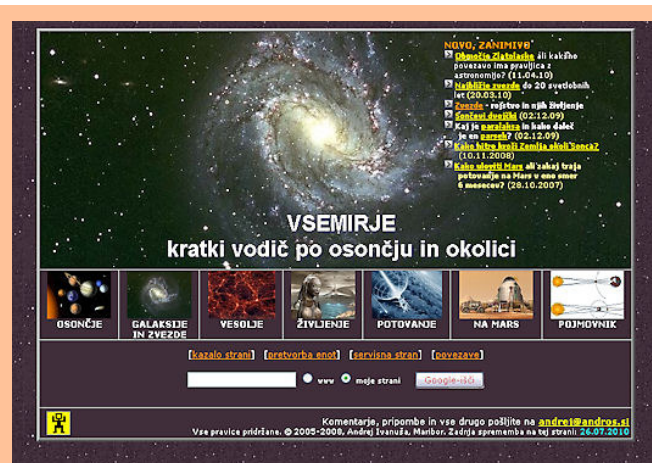 NOVO, ZANIMIVO
Območje Zlatolaske ali kakšno
povezavo ima pravljica z
astronomijo? (11.04.10)
Najbližje zvezde do 20 svetlobnih
let (20.03.10)
Zvezde - rojstvo in njih življenje
Sončevi dvojčki (02.12.09)
Kaj je paralaksa in kako daleč
je en parsek? (02.12.09)
Kako hitro kroži Zemlja okoli Sonca?
(10.11.2008)
Kako uloviti Mars ali zakaj traja
potovanje na Mars v eno smer
6 mesecev? (28.10.2007)
VSEMIRJE
kratki vodič po osončju in okolici
OSONČJE
GALAKSIJE
IN ZVEZDE
VESOLJE
ŽIVLJENJE
POTOVANJE
NA MARS
POJMOVNIK
[kazalo strani] [pretvorba enot] [servisna stran] [povezave]
www moje strani Google-išči
Komentarje, pripombe in vse drugo pošljite na andrej@andros.si
Vse pravice pridržane. © 2005-2008, Andrej Ivanuša, Maribor. Zadnja sprememba na tej strani: 26.07.2010